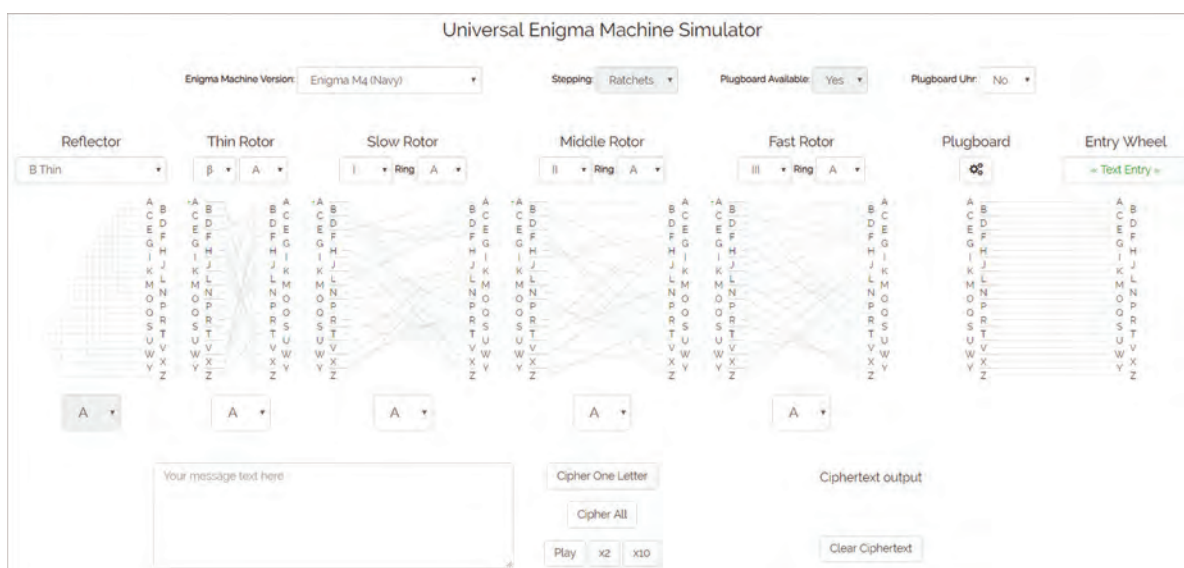 Universal Enigma Machine Simulator
Enigma Machine Version: Enigma M4 (Navy) Stepping: Ratchets Plugboard Available: Yes Plugboard Uhr: No
Reflector Thin Rotor Slow Rotor Middle Rotor Fast Rotor Plugboard Entry Wheel
B Thin β A I Ring A II Ring A III Ring A « Text Entry »
A A A A A A A A A A A
B B B B B B B B B B B
C C C C C C C C C C C
D D D D D D D D D D D
E E E E E E E E E E E
F F F F F F F F F F F
G G G G G G G G G G G
H H H H H H H H H H H
I I I I I I I I I I I
J J J J J J J J J J J
K K K K K K K K K K K
L L L L L L L L L L L
M M M M M M M M M M M
N N N N N N N N N N N
O O O O O O O O O O O
P P P P P P P P P P P
Q Q Q Q Q Q Q Q Q Q Q
R R R R R R R R R R R
S S S S S S S S S S S
T T T T T T T T T T T
U U U U U U U U U U U
V V V V V V V V V V V
W W W W W W W W W W W
X X X X X X X X X X X
Y Y Y Y Y Y Y Y Y Y Y
Z Z Z Z Z Z Z Z Z Z Z
A A A A A
Your message text here
Cipher One Letter
Ciphertext output
Cipher All
Play x2 x10
Clear Ciphertext